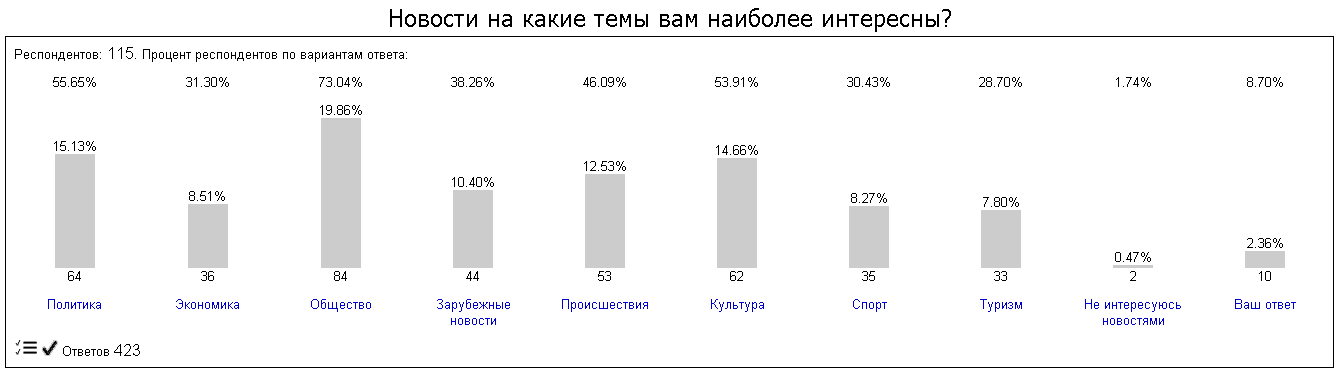 Новости на какие темы вам наиболее интересны?
Респондентов: 115. Процент респондентов по вариантам ответа:
55.65% 31.30% 73.04% 38.26% 46.09% 53.91% 30.43% 28.70% 1.74% 8.70%
19.86%
15.13%
14.66%
12.53%
10.40%
8.51%
8.27%
7.80%
2.36%
0.47%
64 36 84 44 53 62 35 33 2 10
Политика Экономика Общество Зарубежные Происшествия Культура Спорт Туризм Не интересуюсь Ваш ответ
новости новостями
Ответов 423